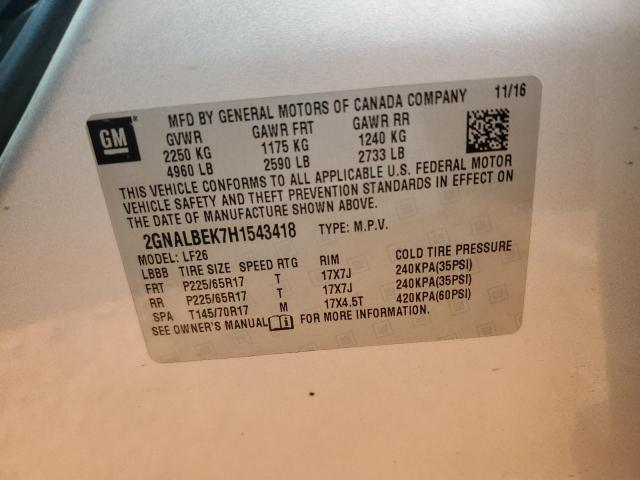 GM ®
MFD BY GENERAL MOTORS OF CANADA COMPANY 11/16
GVWR GAWR FRT GAWR RR
2250 KG 1175 KG 1240 KG
4960 LB 2590 LB 2733 LB
THIS VEHICLE CONFORMS TO ALL APPLICABLE U.S. FEDERAL MOTOR
VEHICLE SAFETY AND THEFT PREVENTION STANDARDS IN EFFECT ON
DATE OF MANUFACTURE SHOWN ABOVE.
2GNALBEK7H1543418 TYPE: M.P.V.
MODEL: LF26
LBBB TIRE SIZE SPEED RTG RIM COLD TIRE PRESSURE
FRT P225/65R17 T 17X7J 240KPA(35PSI)
RR P225/65R17 T 17X7J 240KPA(35PSI)
SPA T145/70R17 M 17X4.5T 420KPA(60PSI)
SEE OWNER'S MANUAL FOR MORE INFORMATION.